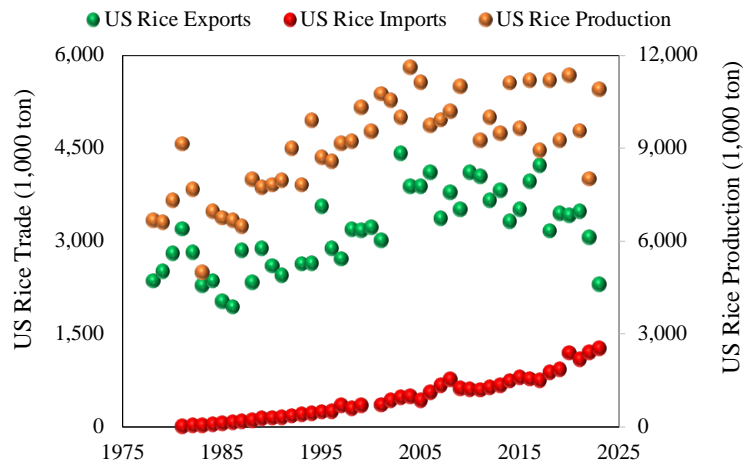 US Rice Exports US Rice Imports US Rice Production
6,000 12,000
4,500 9,000
3,000 6,000
1,500 3,000
0 0
1975 1985 1995 2005 2015 2025
US Rice Trade (1,000 ton)
US Rice Production (1,000 ton)